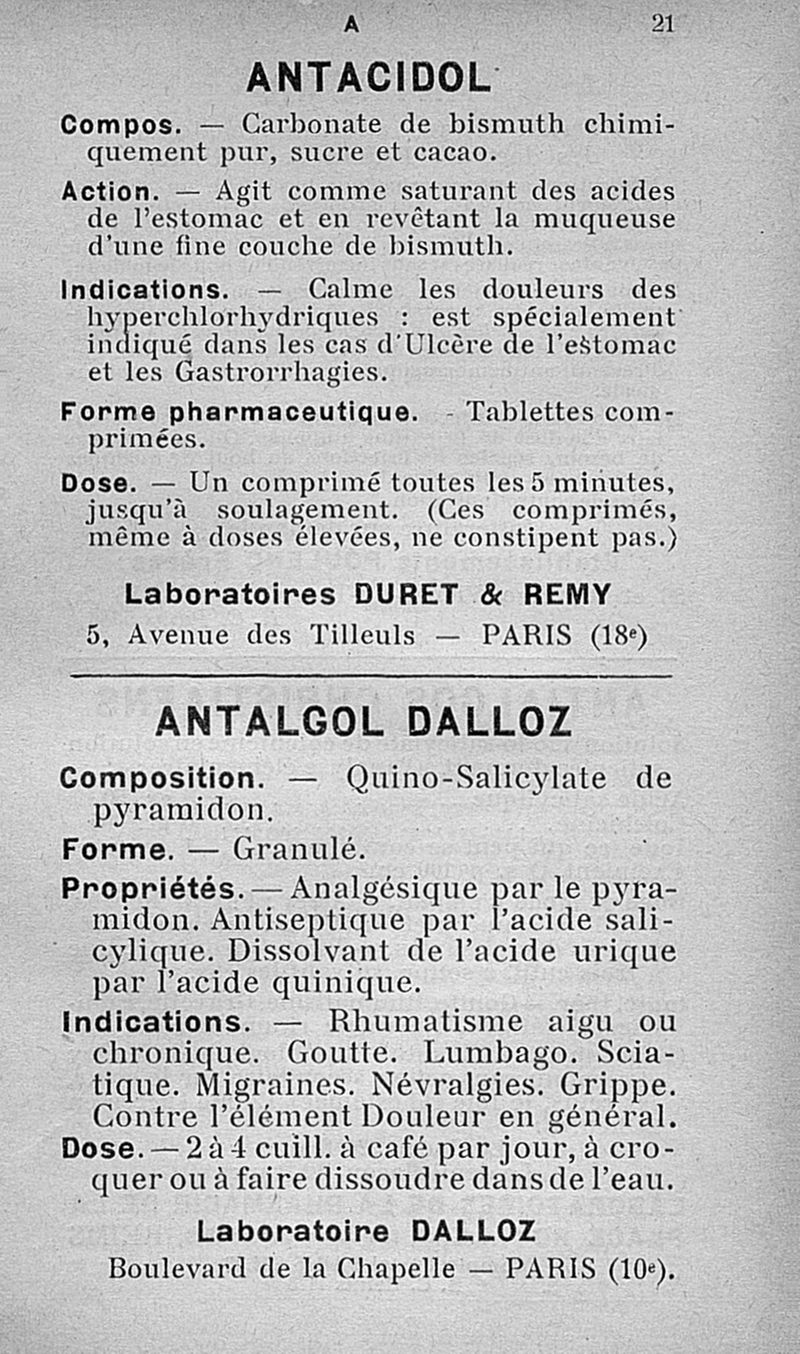 A 21
ANTACIDOL
Compos. — Carbonate de bismuth chimi-
quement pur, sucre et cacao.
Action. — Agit comme saturant des acides
de l'estomac et en revêtant la muqueuse
d'une fine couche de bismuth.
Indications. — Calme les douleurs des
hyperchlorhydriques : est spécialement
indiqué dans les cas d'Ulcère de l'estomac
et les Gastrorrhagies.
Forme pharmaceutique. - Tablettes com-
primées.
Dose. — Un comprimé toutes les 5 minutes,
jusqu'à soulagement. (Ces comprimés,
même à doses élevées, ne constipent pas.)
Laboratoires DURET & REMY
5, Avenue des Tilleuls — PARIS (18e)
ANTALGOL DALLOZ
Composition. — Quino-Salicylate de
pyramidon.
Forme. — Granulé.
Propriétés. — Analgésique par le pyra-
midon. Antiseptique par l'acide sali-
cylique. Dissolvant de l'acide urique
par l'acide quinique.
Indications. — Rhumatisme aigu ou
chronique. Goutte. Lumbago. Scia-
tique. Migraines. Névralgies. Grippe.
Contre l'élément Douleur en général.
Dose. — 2 à 4 cuill. à café par jour, à cro-
quer ou à faire dissoudre dans de l'eau.
Laboratoire DALLOZ
Boulevard de la Chapelle — PARIS (10e).